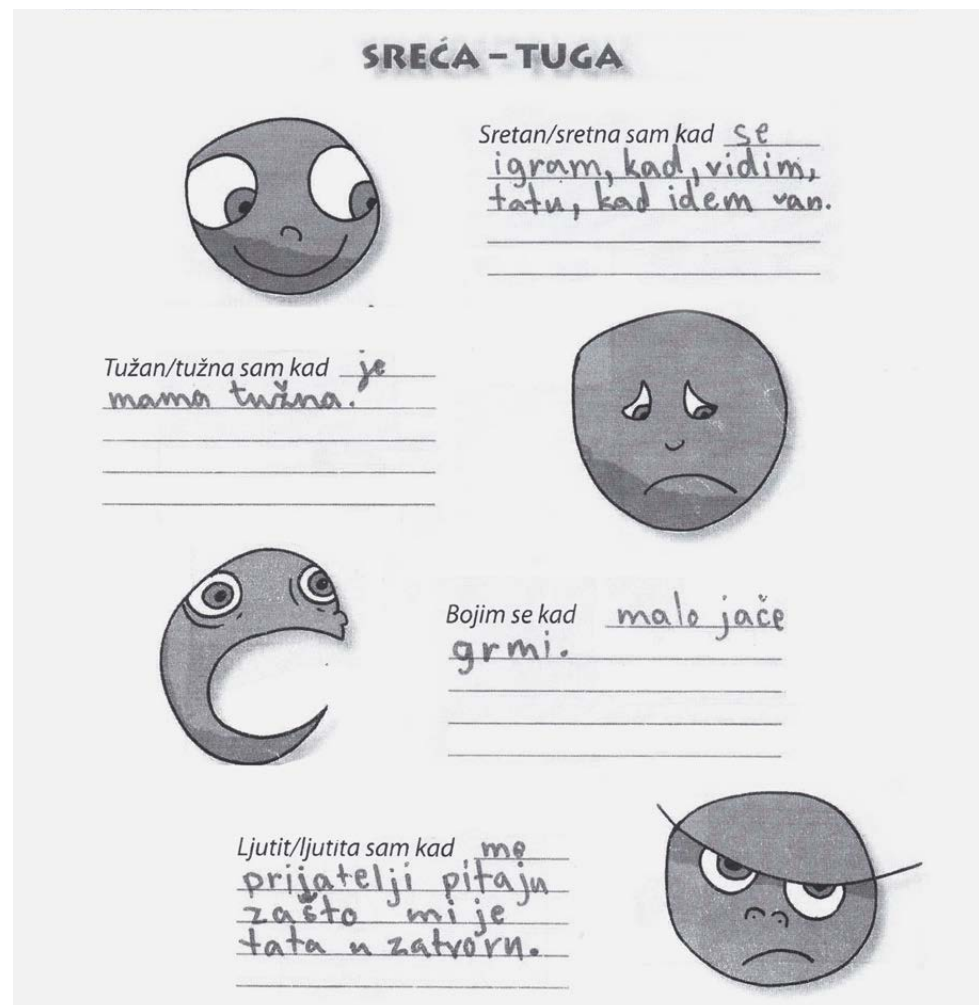 SREĆA – TUGA
Sretan/sretna sam kad se
igram, kad, vidim,
tatu, kad idem van.
Tužan/tužna sam kad je
mama tužna.
Bojim se kad malo jače
grmi.
Ljutit/ljutita sam kad me
prijatelji pitaju
zašto mi je
tata u zatvoru.